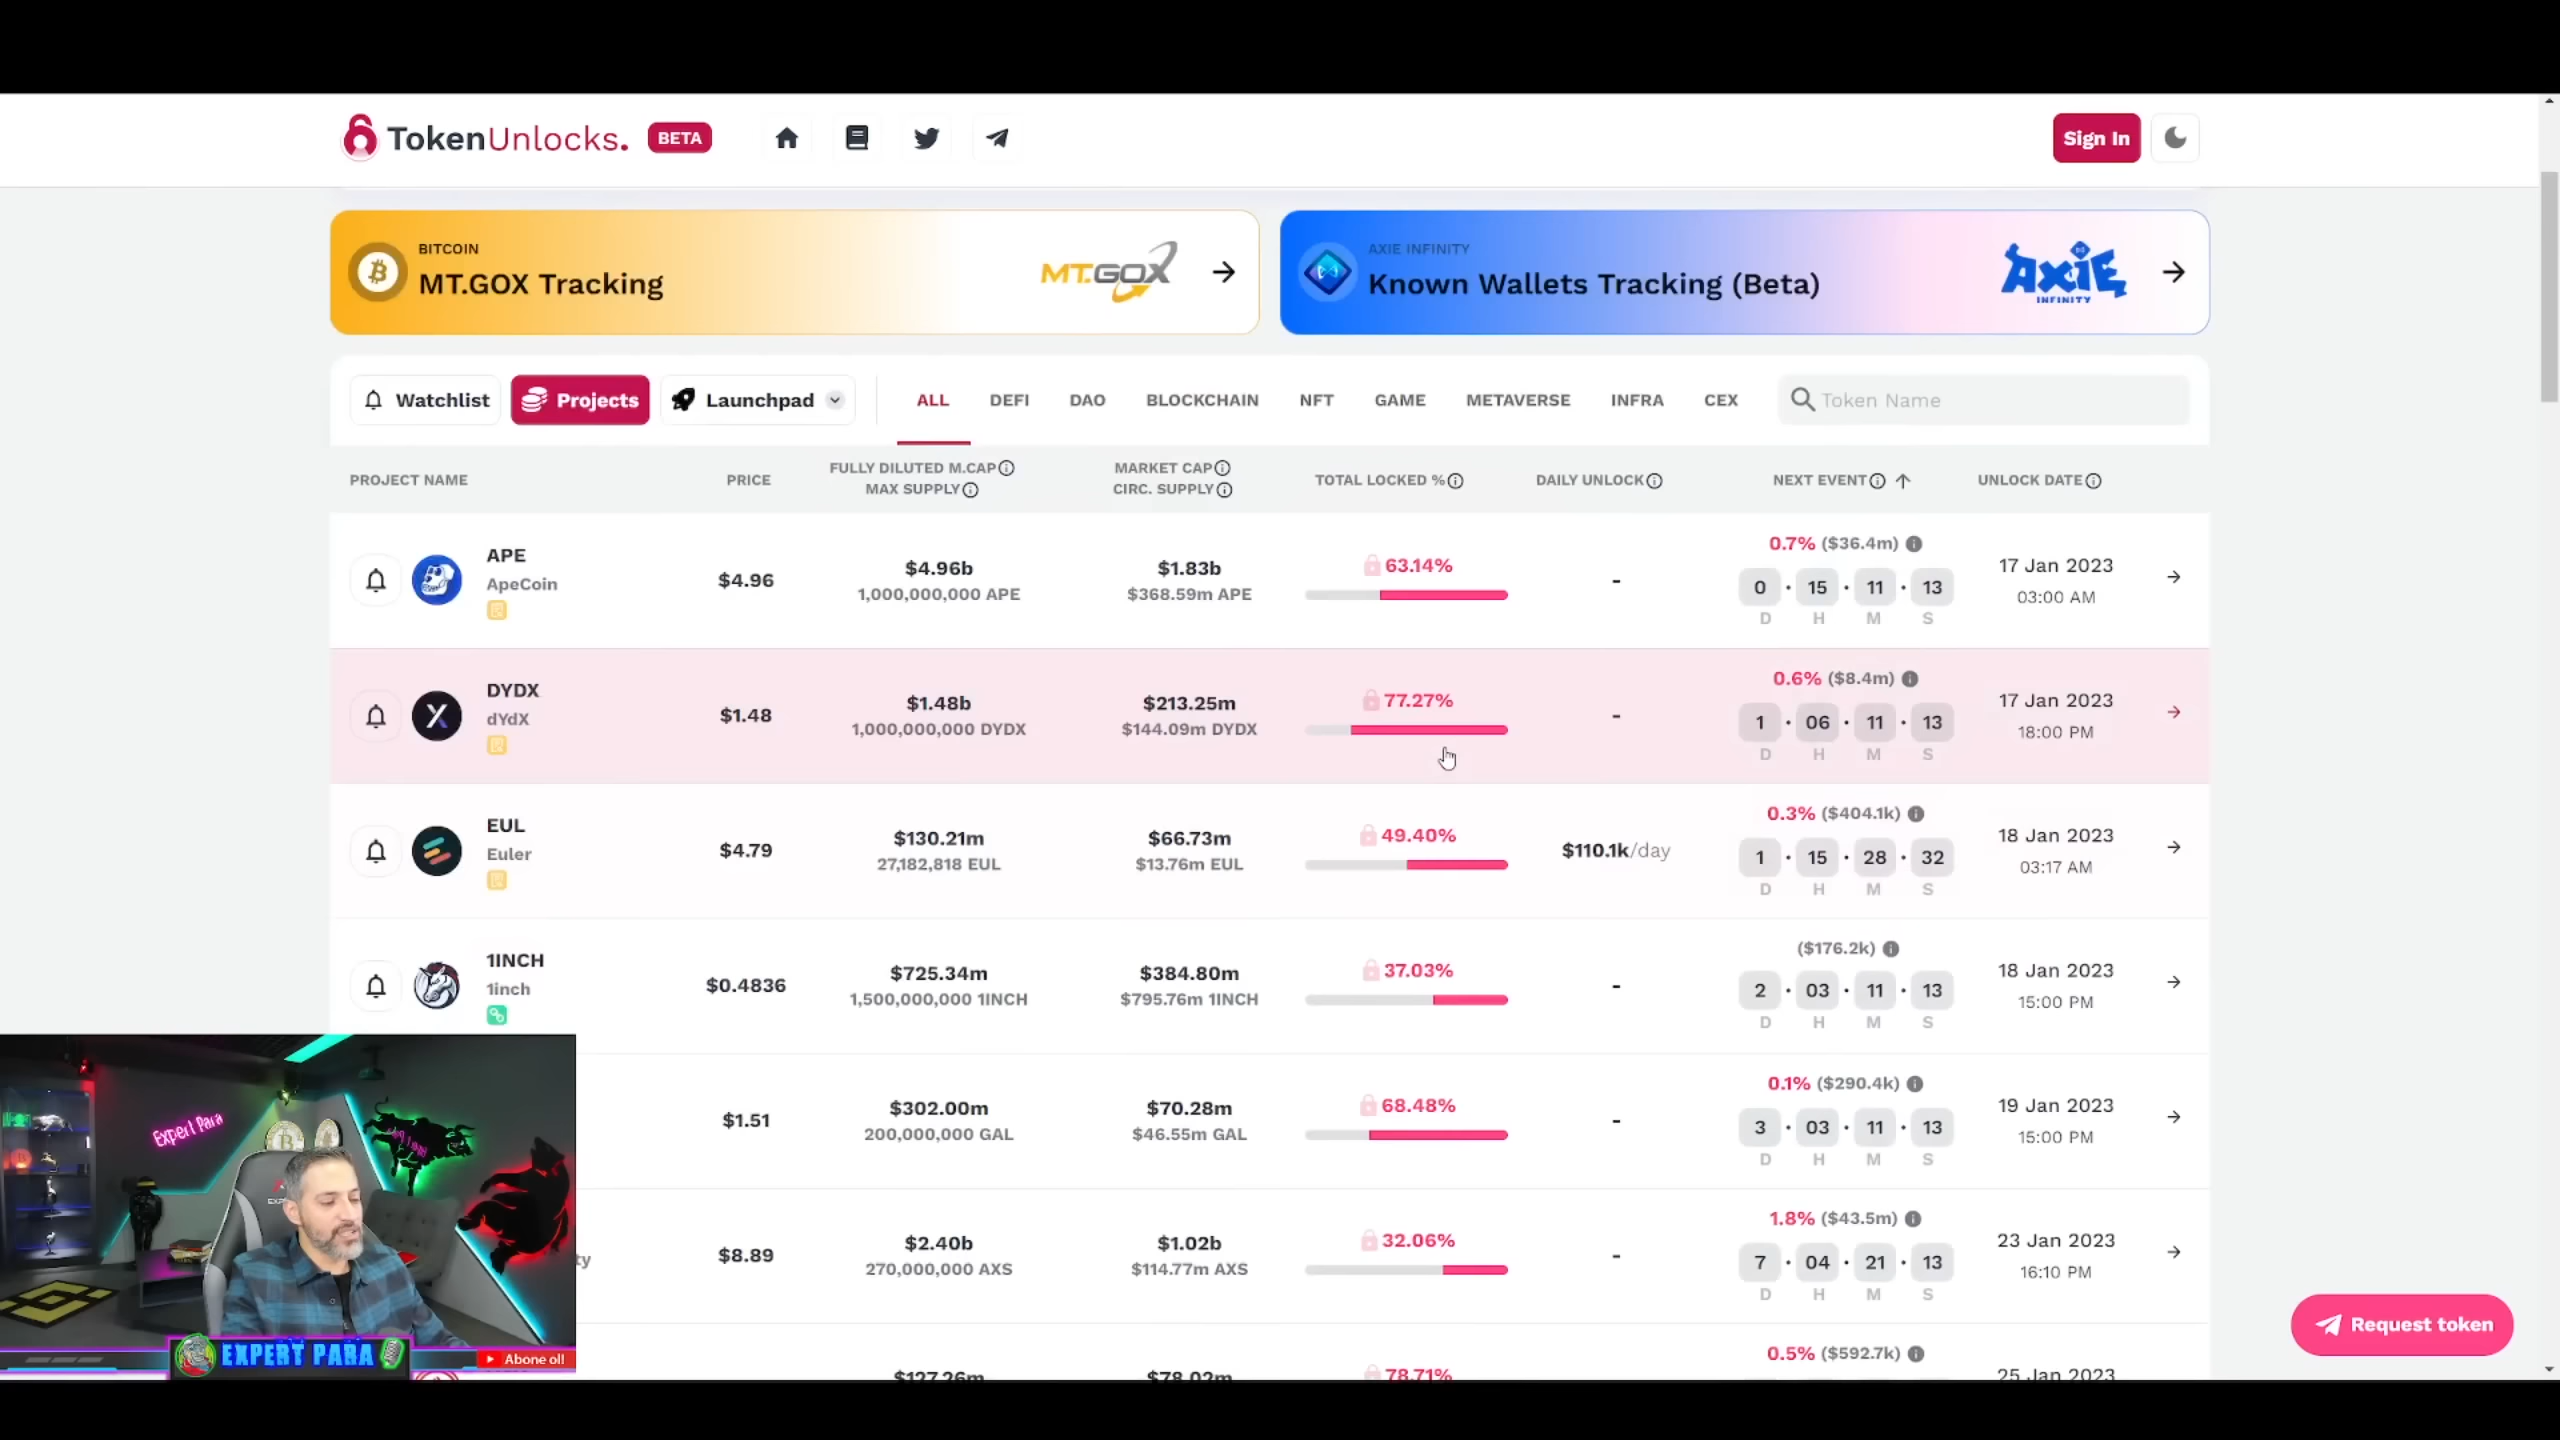 TokenUnlocks. BETA
Sign In
BITCOIN
MT.GOX Tracking
MT.GOX
AXIE INFINITY
Known Wallets Tracking (Beta)
AXIE
INFINITY
Watchlist Projects Launchpad ALL DEFI DAO BLOCKCHAIN NFT GAME METAVERSE INFRA CEX Token Name
PROJECT NAME PRICE FULLY DILUTED M.CAP MAX SUPPLY MARKET CAP CIRC. SUPPLY TOTAL LOCKED % DAILY UNLOCK NEXT EVENT UNLOCK DATE
APE
ApeCoin
$4.96
$4.96b
1,000,000,000 APE
$1.83b
$368.59m APE
63.14%
-
0.7% ($36.4m)
0 · 15 · 11 · 13
D H M S
17 Jan 2023
03:00 AM
DYDX
dYdX
$1.48
$1.48b
1,000,000,000 DYDX
$213.25m
$144.09m DYDX
77.27%
-
0.6% ($8.4m)
1 · 06 · 11 · 13
D H M S
17 Jan 2023
18:00 PM
EUL
Euler
$4.79
$130.21m
27,182,818 EUL
$66.73m
$13.76m EUL
49.40%
$110.1k/day
0.3% ($404.1k)
1 · 15 · 28 · 32
D H M S
18 Jan 2023
03:17 AM
1INCH
1inch
$0.4836
$725.34m
1,500,000,000 1INCH
$384.80m
$795.76m 1INCH
37.03%
-
($176.2k)
2 · 03 · 11 · 13
D H M S
18 Jan 2023
15:00 PM
$1.51
$302.00m
200,000,000 GAL
$70.28m
$46.55m GAL
68.48%
-
0.1% ($290.4k)
3 · 03 · 11 · 13
D H M S
19 Jan 2023
15:00 PM
ty
$8.89
$2.40b
270,000,000 AXS
$1.02b
$114.77m AXS
32.06%
-
1.8% ($43.5m)
7 · 04 · 21 · 13
D H M S
23 Jan 2023
16:10 PM
$127.26m
$78.02m
78.71%
0.5% ($592.7k)
25 Jan 2023
Request token
Expert Para
EXPERT PARA
Abone ol!